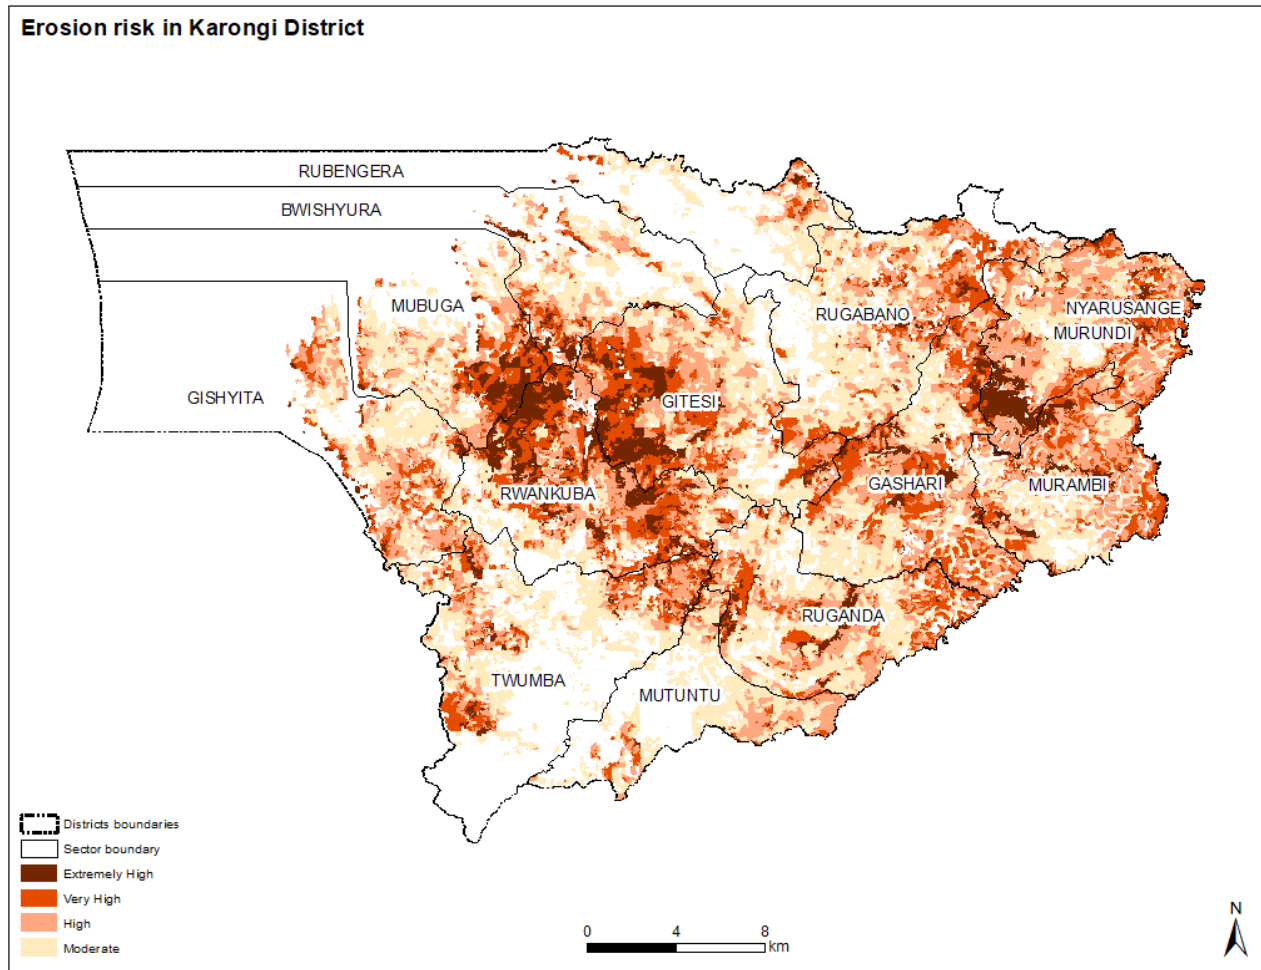 Erosion risk in Karongi District
RUBENGERA
BWISHYURA
MUBUGA
RUGABANO
NYARUSANGE
MURUNDI
GISHYITA
GITESI
RWANKUBA
GASHARI
MURAMBI
RUGANDA
TWUMBA
MUTUNTU
Districts boundaries
Sector boundary
Extremely High
Very High
High
Moderate
0 4 8
km
N